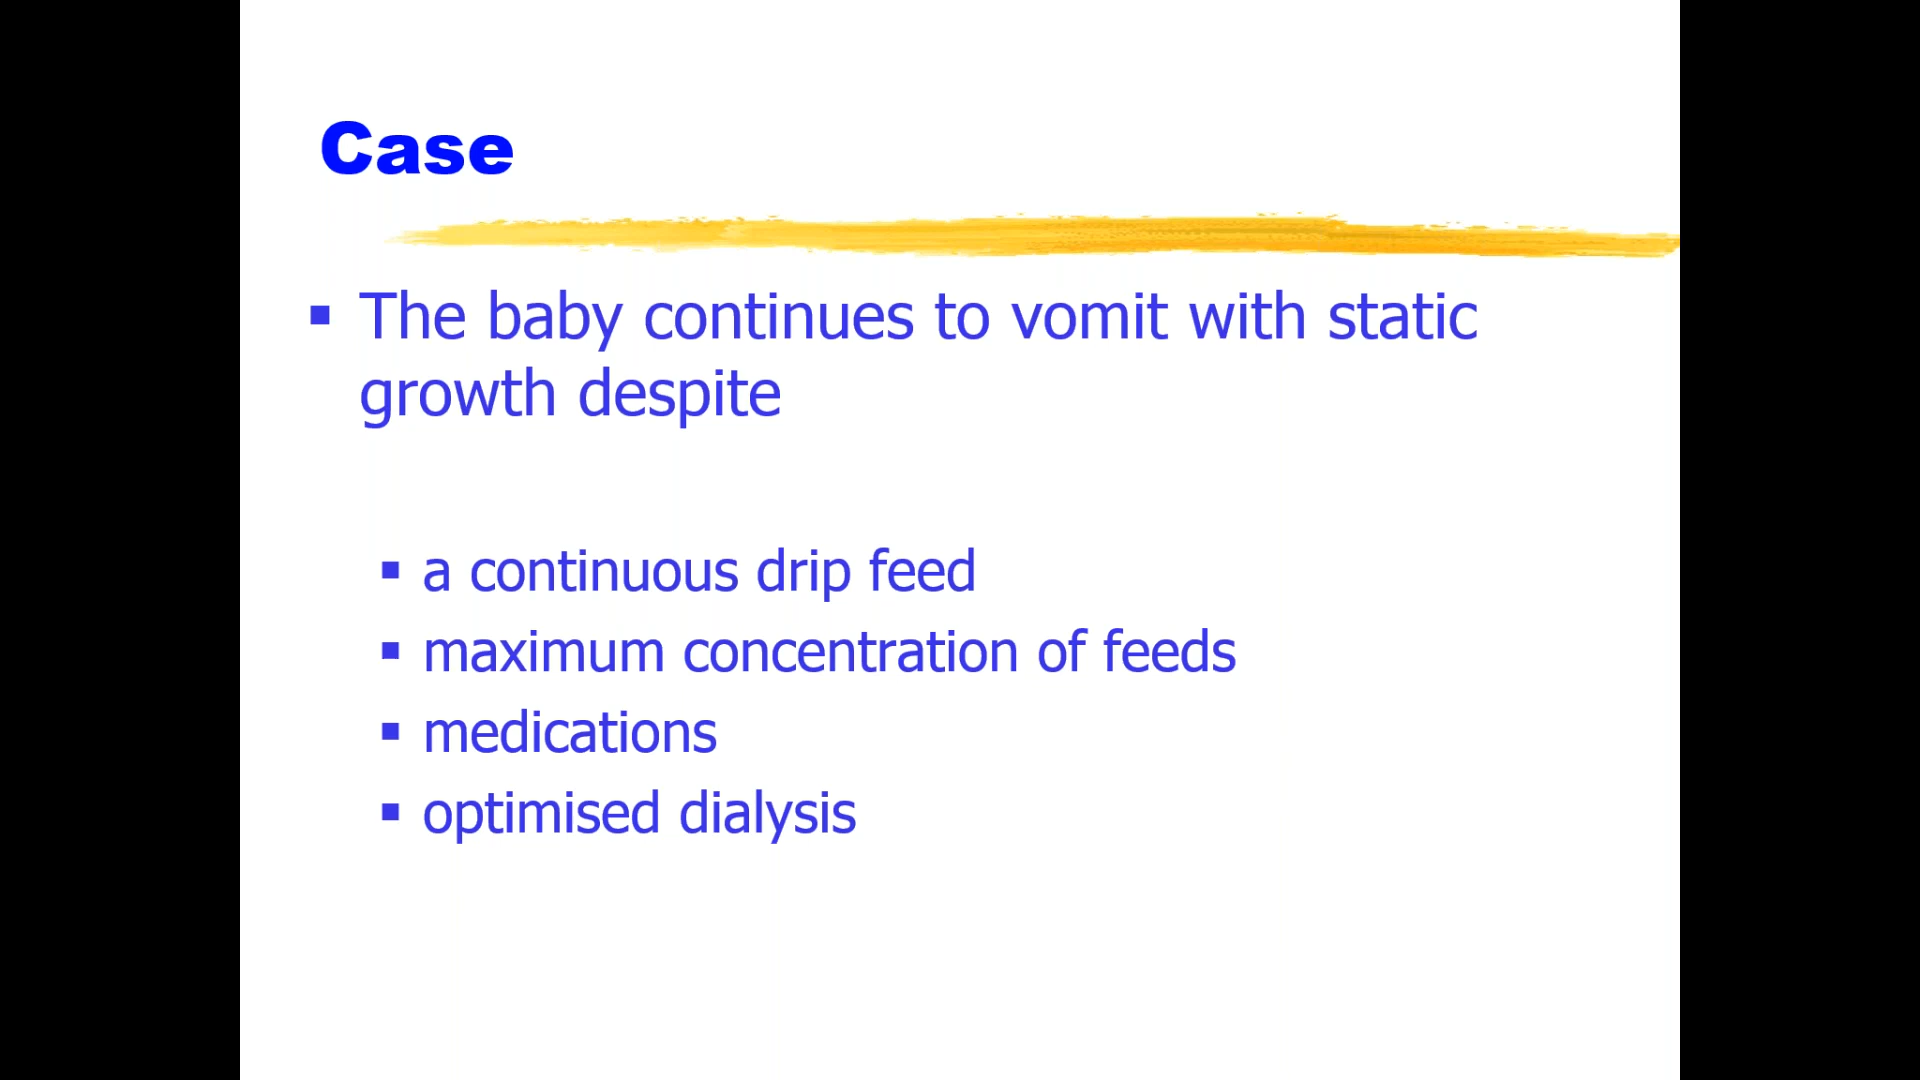 Case
▪ The baby continues to vomit with static
growth despite
▪ a continuous drip feed
▪ maximum concentration of feeds
▪ medications
▪ optimised dialysis